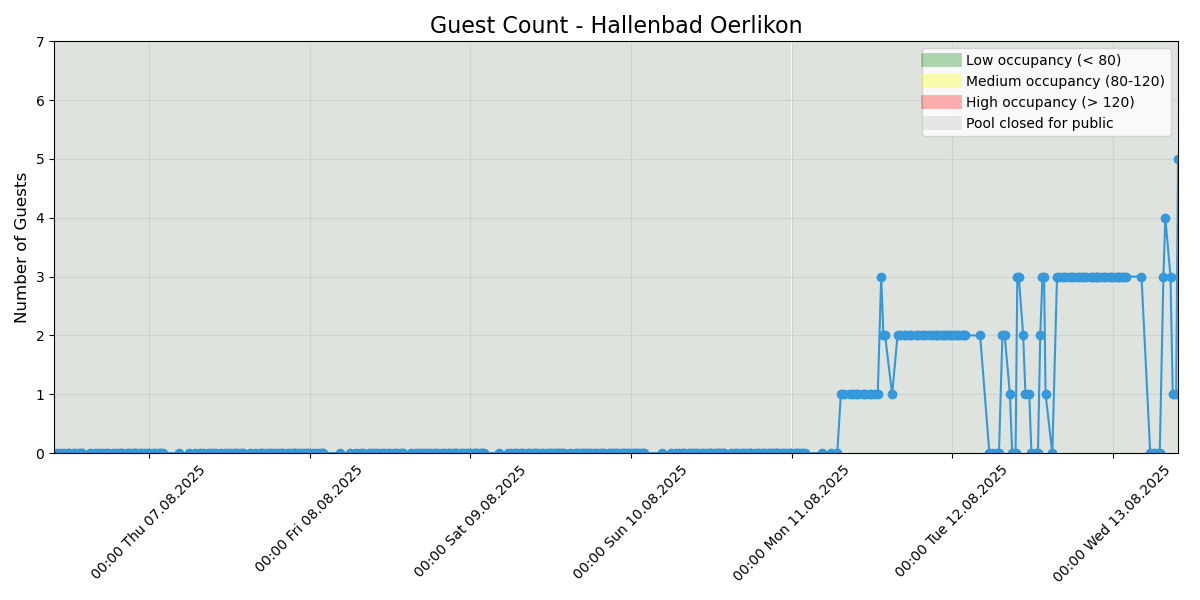 Guest Count - Hallenbad Oerlikon
Low occupancy (< 80)
Medium occupancy (80-120)
High occupancy (> 120)
Pool closed for public
Number of Guests
7
6
5
4
3
2
1
0
00:00 Thu 07.08.2025
00:00 Fri 08.08.2025
00:00 Sat 09.08.2025
00:00 Sun 10.08.2025
00:00 Mon 11.08.2025
00:00 Tue 12.08.2025
00:00 Wed 13.08.2025